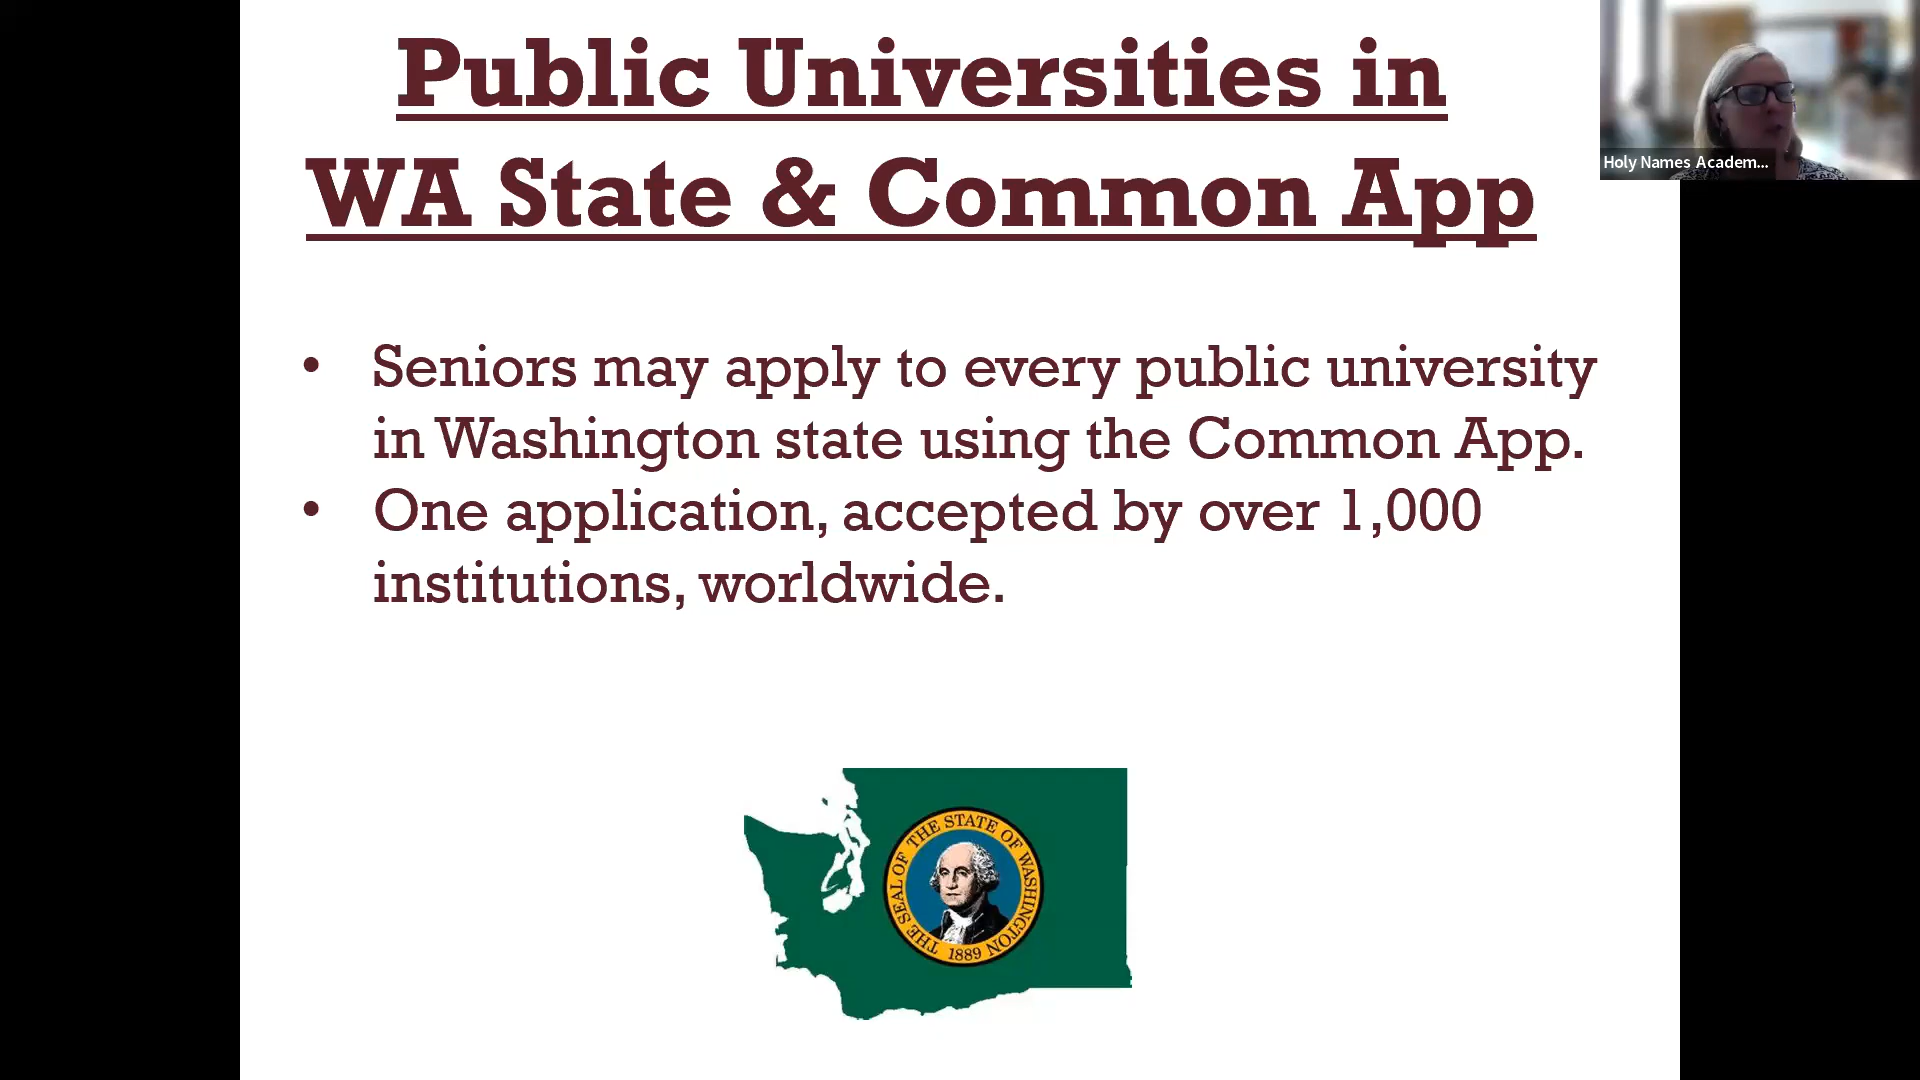 Public Universities in
WA State & Common App
Holy Names Academ...
• Seniors may apply to every public university
in Washington state using the Common App.
• One application, accepted by over 1,000
institutions, worldwide.
THE SEAL OF THE STATE OF WASHINGTON
1889